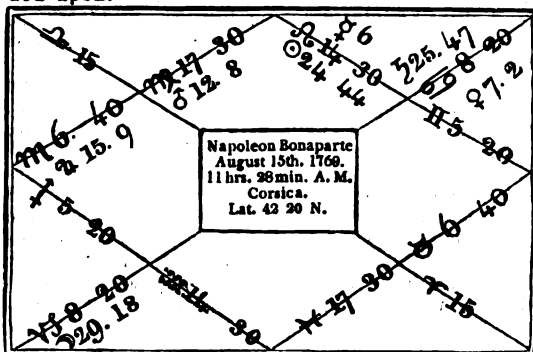 ♎ 15
♍ 17 30
♂ 12. 8
♌ 14 30
☿ 6
☉ 24 44
♄ 25. 47
♋ 8 20
♀ 7. 2
♊ 5 20
♏ 6. 40
♃ 15. 9
Napoleon Bonaparte
August 15th. 1769.
11 hrs. 28 min. A. M.
Corsica.
Lat. 42 20 N.
♐ 5 20
♑ 8 20
☽ 29. 18
♒ 14 30
♓ 17 30
♉ 6 40
♈ 15